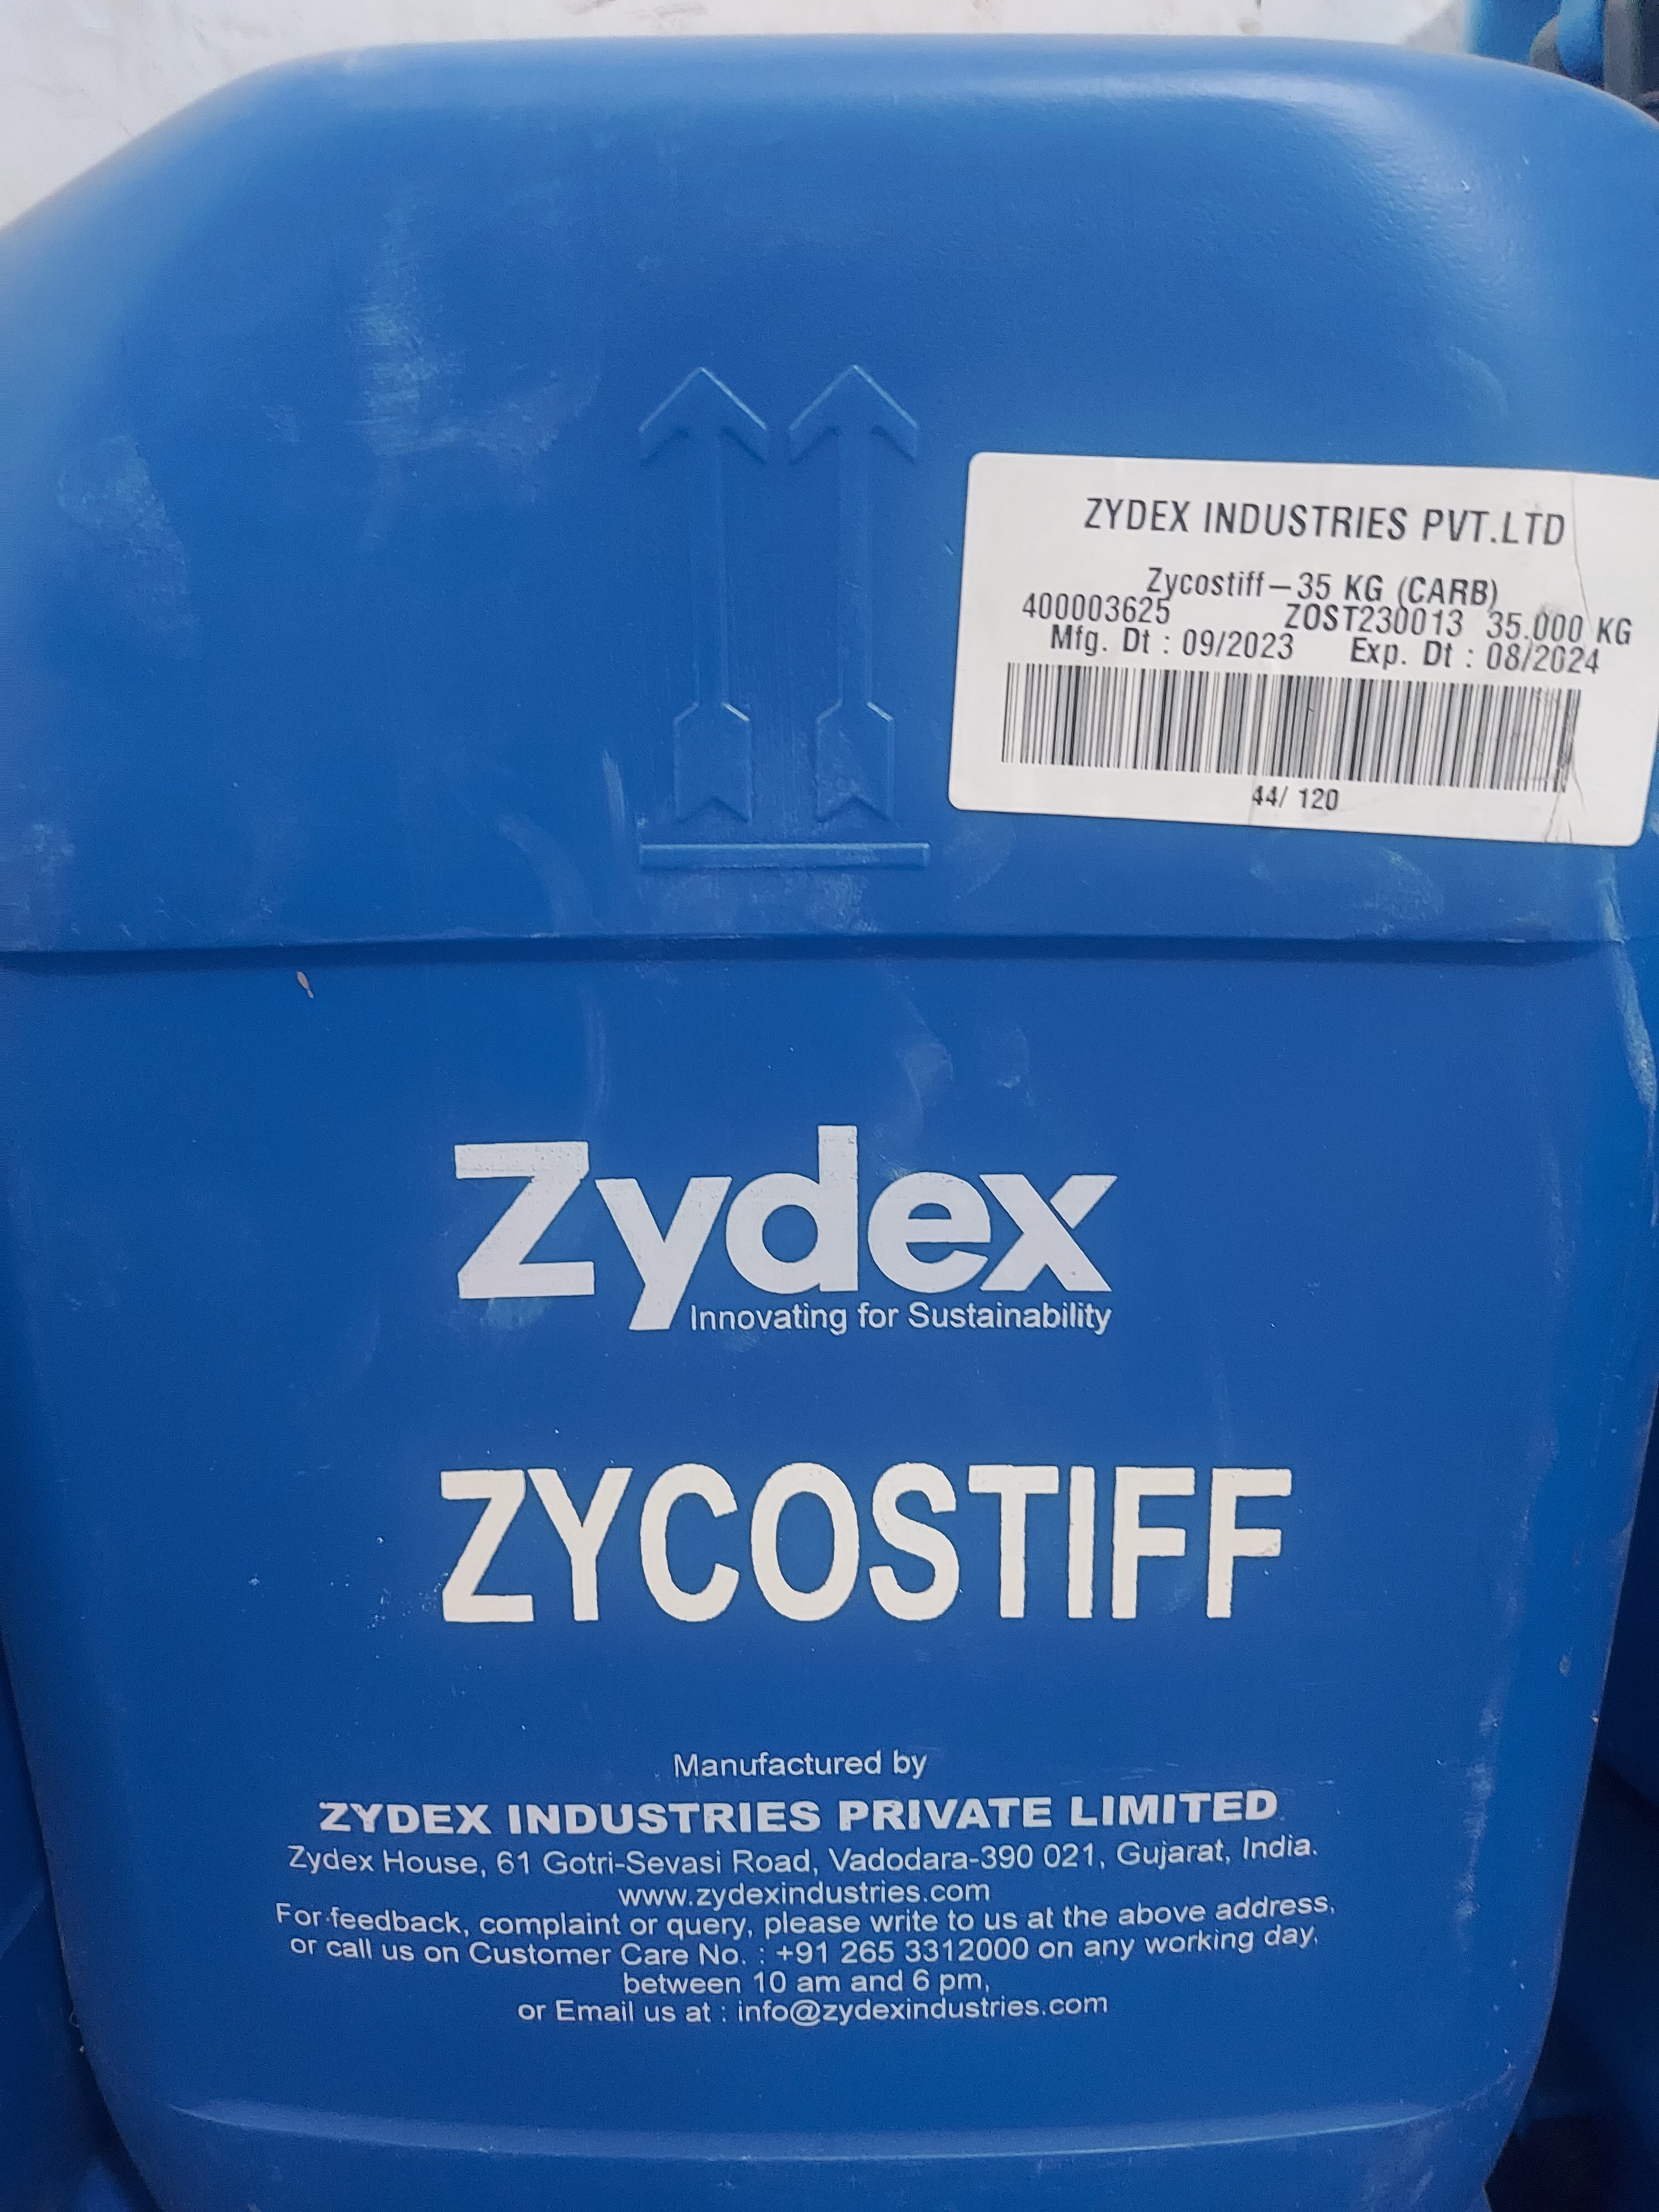 ZYDEX INDUSTRIES PVT.LTD
Zycostiff-35 KG (CARB)
400003625 ZOST230013 35.000 KG
Mfg. Dt : 09/2023 Exp. Dt : 08/2024
44/ 120
Zydex
Innovating for Sustainability
ZYCOSTIFF
Manufactured by
ZYDEX INDUSTRIES PRIVATE LIMITED
Zydex House, 61 Gotri-Sevasi Road, Vadodara-390 021, Gujarat, India.
www.zydexindustries.com
For feedback, complaint or query, please write to us at the above address,
or call us on Customer Care No. : +91 265 3312000 on any working day,
between 10 am and 6 pm,
or Email us at : info@zydexindustries.com